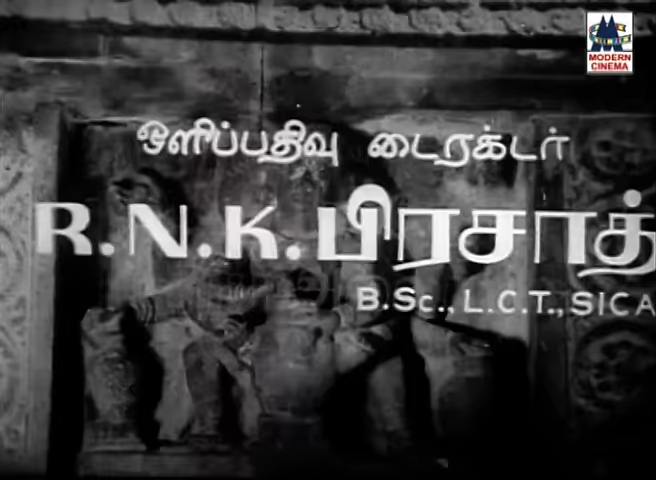 MODERN
CINEMA
ஒளிப்பதிவு டைரக்டர்
R.N.K. பிரசாத்
B.Sc., L.C.T., SICA